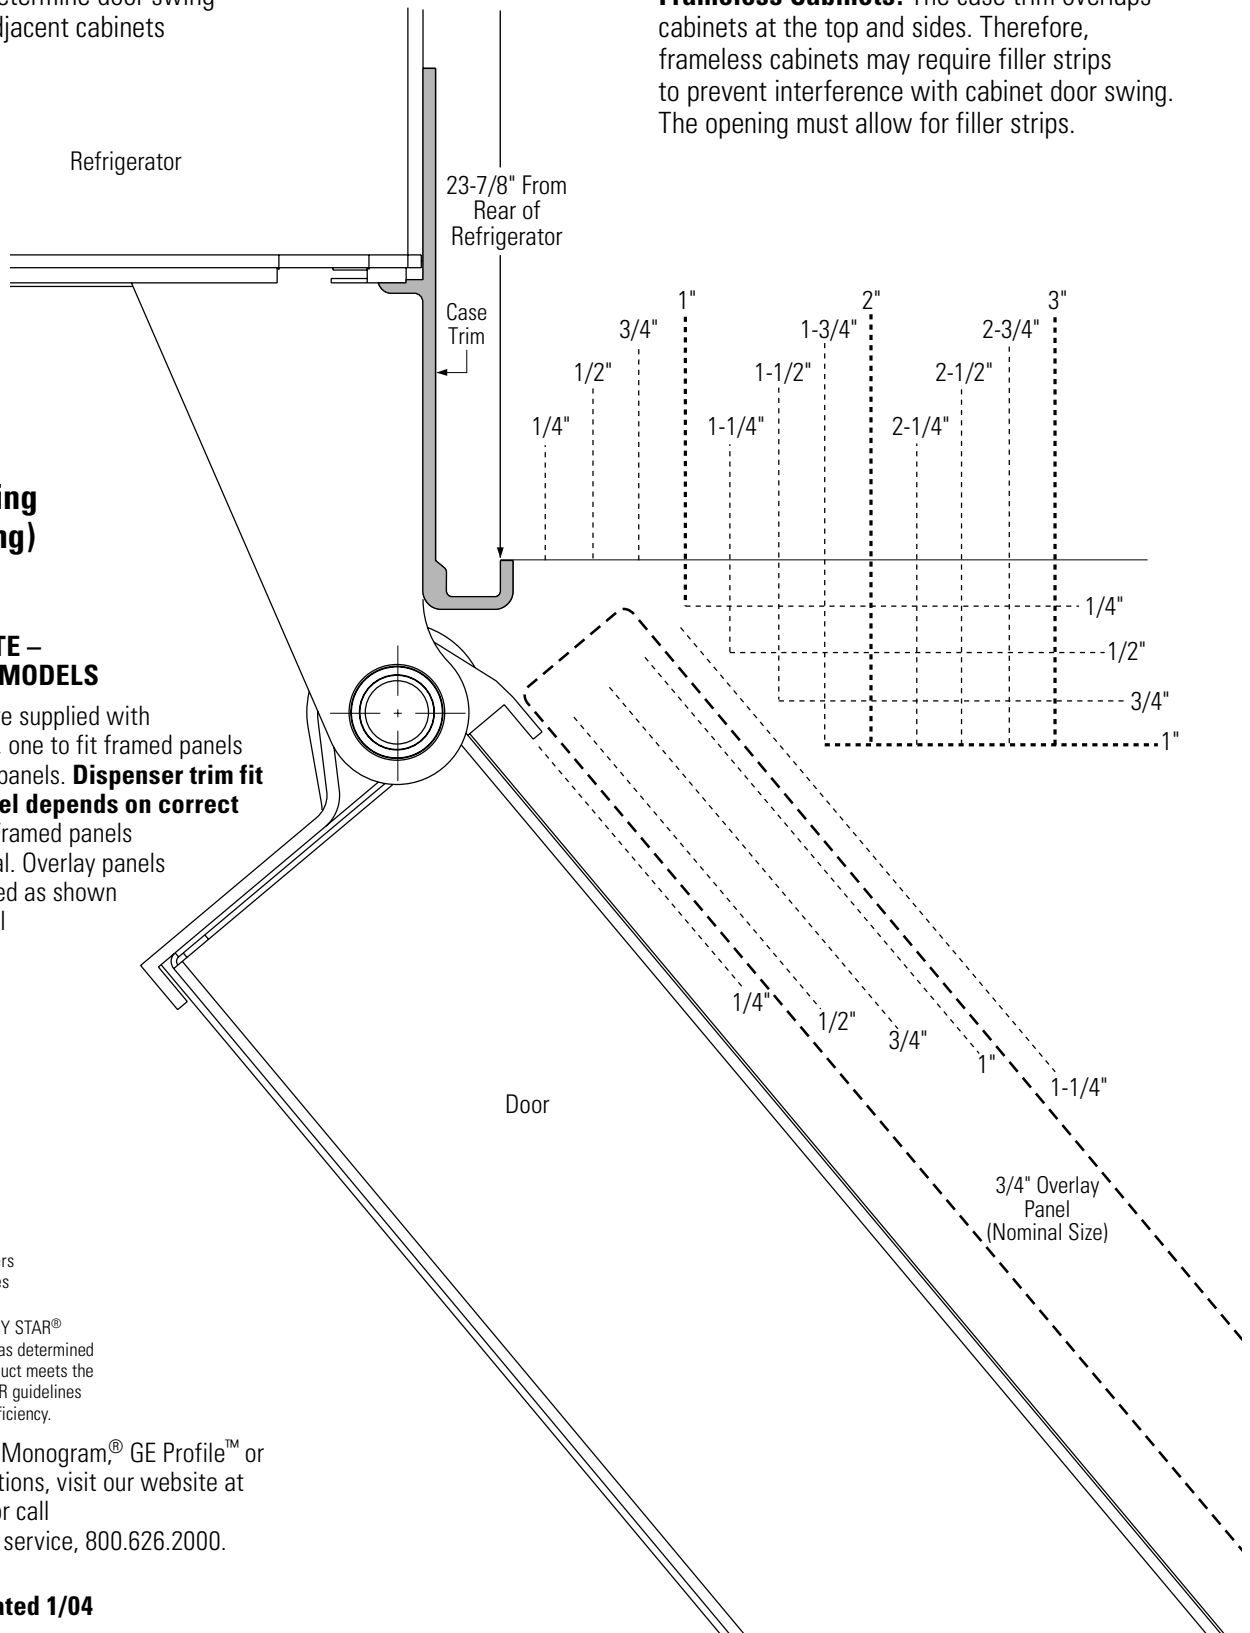 determine door swing
adjacent cabinets
Frameless Cabinets: The case trim overlaps
cabinets at the top and sides. Therefore,
frameless cabinets may require filler strips
to prevent interference with cabinet door swing.
The opening must allow for filler strips.
Refrigerator
23-7/8" From
Rear of
Refrigerator
Case
Trim
1"
2"
3"
3/4"
1-3/4"
2-3/4"
1/2"
1-1/2"
2-1/2"
1/4"
1-1/4"
2-1/4"
1/4"
1/2"
3/4"
1"
ing
ng)
TE –
MODELS
re supplied with
, one to fit framed panels
panels. Dispenser trim fit
el depends on correct
framed panels
al. Overlay panels
ed as shown
l
1/4"
1/2"
3/4"
1"
1-1/4"
Door
3/4" Overlay
Panel
(Nominal Size)
ers
es
Y STAR®
as determined
uct meets the
R guidelines
ficiency.
Monogram,® GE Profile™ or
tions, visit our website at
or call
service, 800.626.2000.
nted 1/04